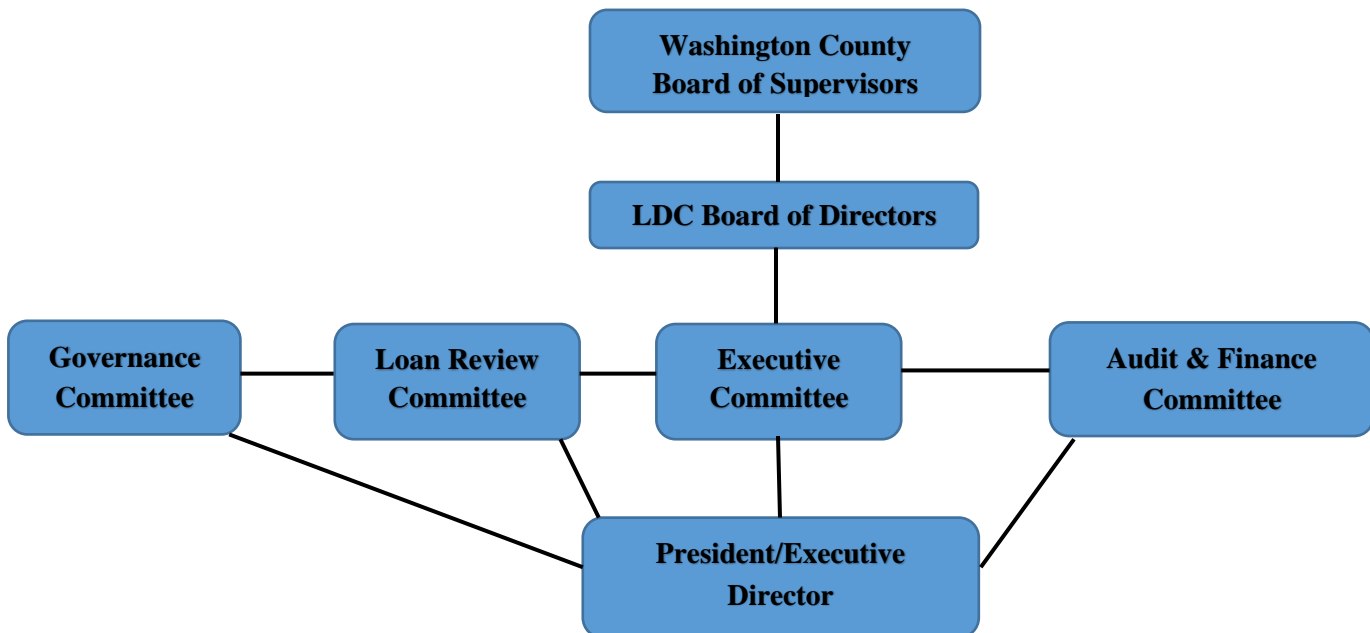 Washington County
Board of Supervisors
LDC Board of Directors
Governance
Committee
Loan Review
Committee
Executive
Committee
Audit & Finance
Committee
President/Executive
Director